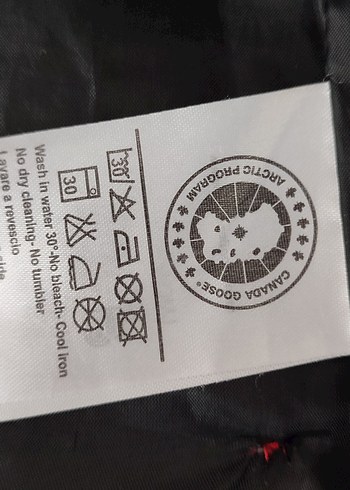 ARCTIC PROGRAM
CANADA GOOSE®
30
30
Wash in water 30°-No bleach- Cool iron
No dry cleaning- No tumbler
Lavare a rovescio